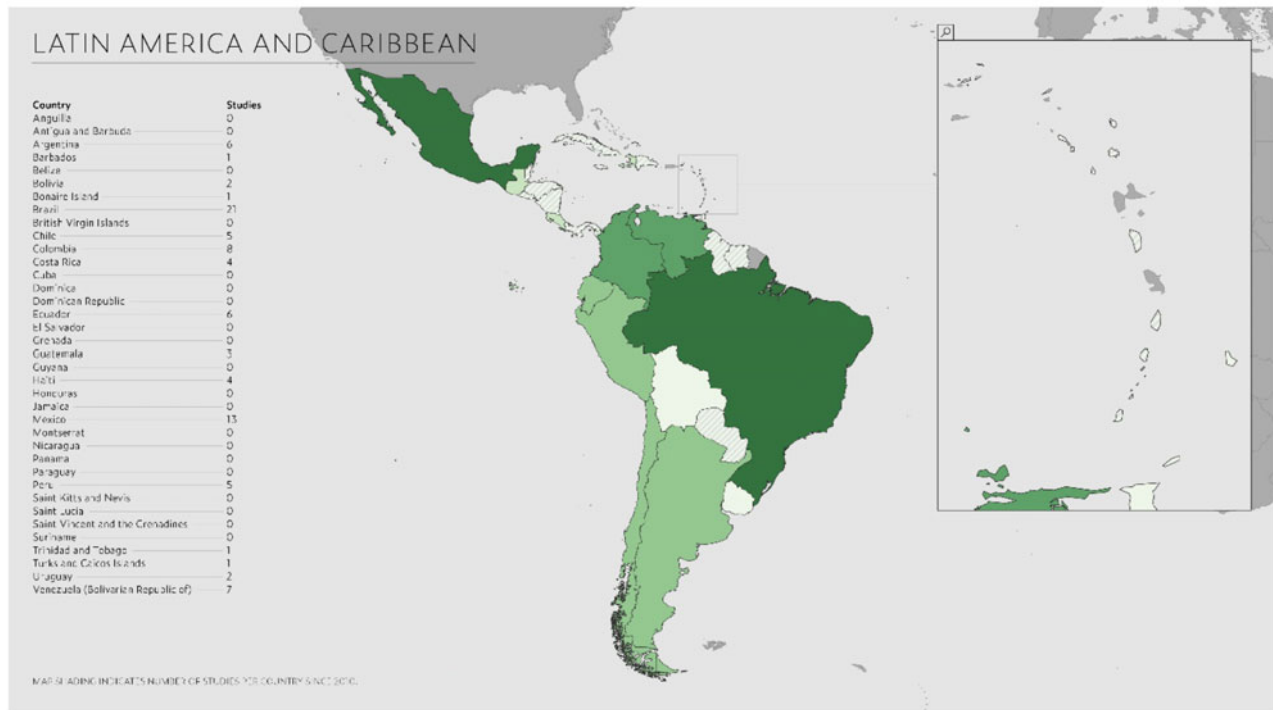 LATIN AMERICA AND CARIBBEAN
Country Studies
Anguilla 0
Antigua and Barbuda 0
Argentina 6
Barbados 1
Belize 0
Bolivia 2
Bonaire Island 1
Brazil 21
British Virgin Islands 0
Chile 5
Colombia 8
Costa Rica 4
Cuba 0
Dominica 0
Dominican Republic 0
Ecuador 6
El Salvador 0
Grenada 0
Guatemala 3
Guyana 0
Haiti 4
Honduras 0
Jamaica 0
Mexico 13
Montserrat 0
Nicaragua 0
Panama 0
Paraguay 0
Peru 5
Saint Kitts and Nevis 0
Saint Lucia 0
Saint Vincent and the Grenadines 0
Suriname 0
Trinidad and Tobago 1
Turks and Caicos Islands 1
Uruguay 2
Venezuela (Bolivarian Republic of) 7
MAP SHADING INDICATES NUMBER OF STUDIES PER COUNTRY SINCE 2010.